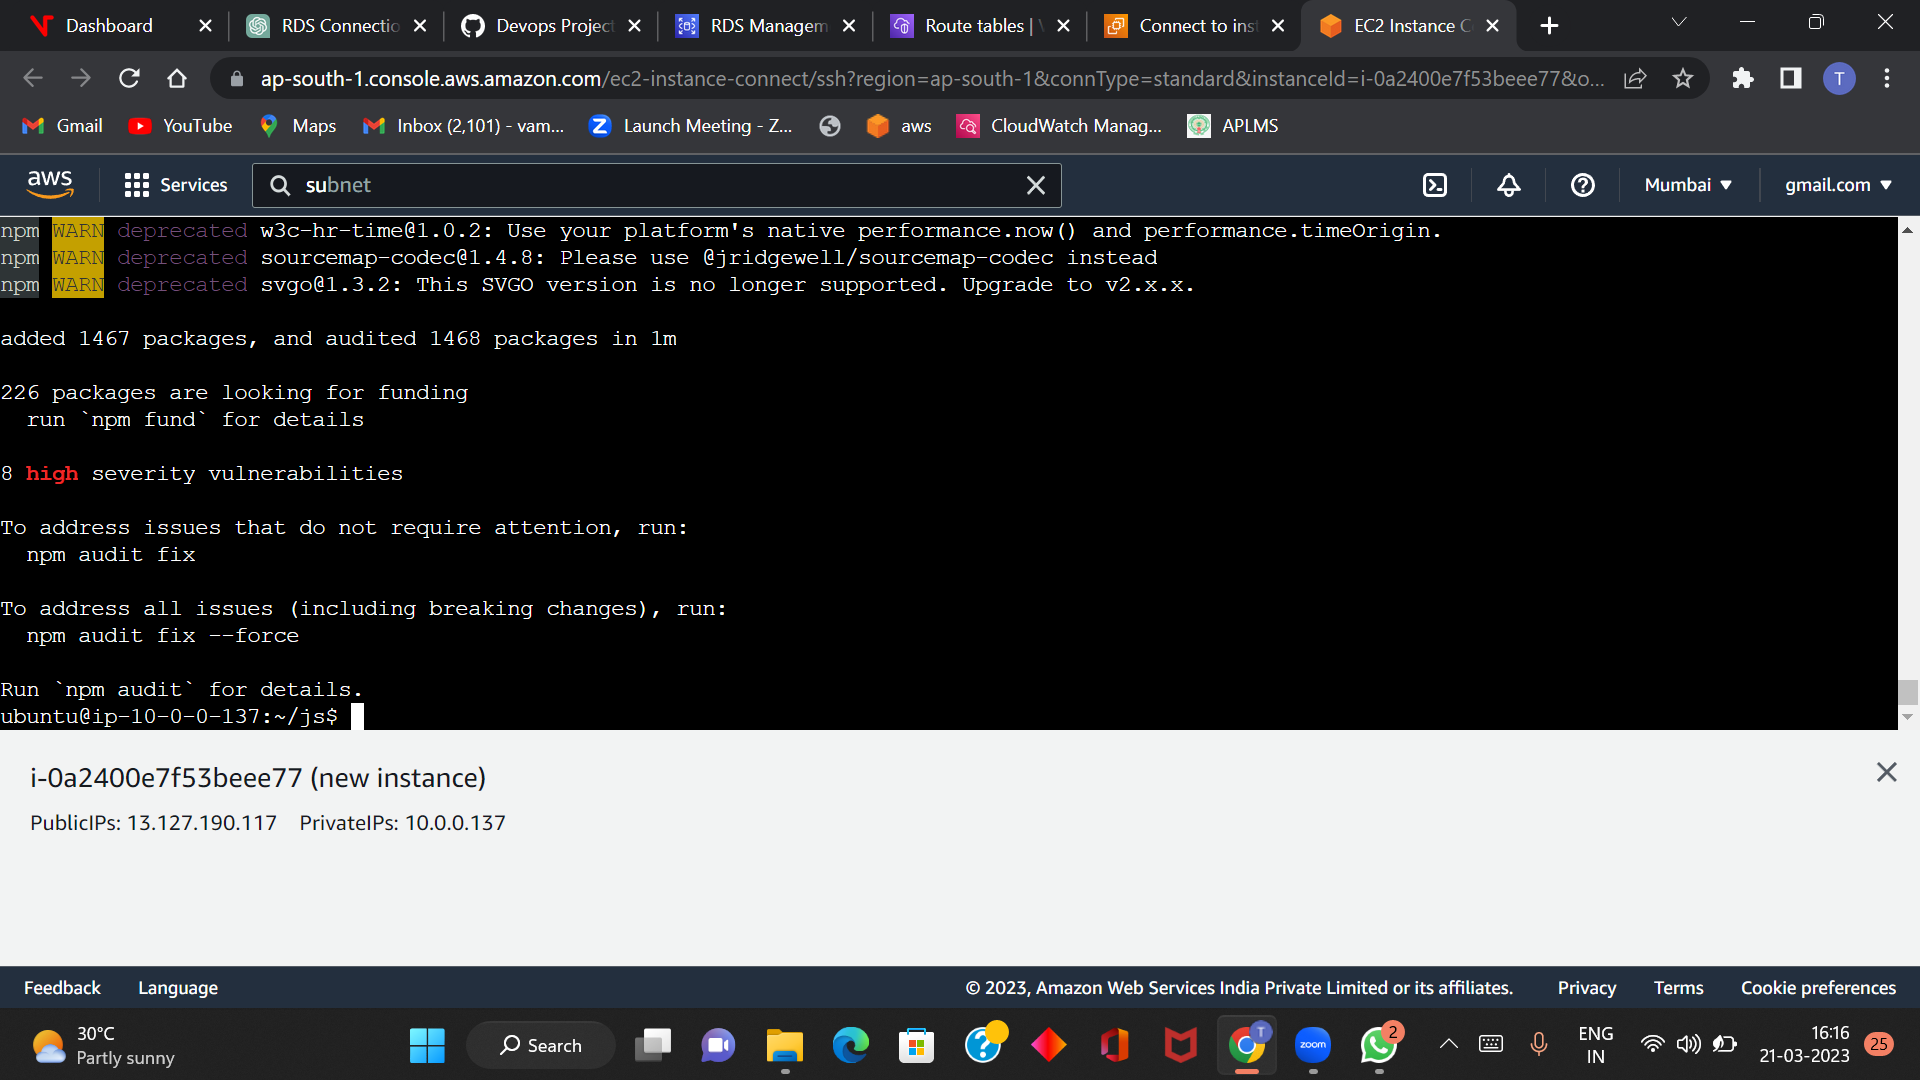 Dashboard
RDS Connectio
Devops Project
RDS Managem
Route tables |
Connect to inst
EC2 Instance C
ap-south-1.console.aws.amazon.com/ec2-instance-connect/ssh?region=ap-south-1&connType=standard&instanceId=i-0a2400e7f53beee77&o...
T
Gmail
YouTube
Maps
Inbox (2,101) - vam...
Launch Meeting - Z...
aws
CloudWatch Manag...
APLMS
aws
Services
subnet
Mumbai
gmail.com
npm WARN deprecated w3c-hr-time@1.0.2: Use your platform's native performance.now() and performance.timeOrigin.
npm WARN deprecated sourcemap-codec@1.4.8: Please use @jridgewell/sourcemap-codec instead
npm WARN deprecated svgo@1.3.2: This SVGO version is no longer supported. Upgrade to v2.x.x.
added 1467 packages, and audited 1468 packages in 1m
226 packages are looking for funding
run `npm fund` for details
8 high severity vulnerabilities
To address issues that do not require attention, run:
npm audit fix
To address all issues (including breaking changes), run:
npm audit fix --force
Run `npm audit` for details.
ubuntu@ip-10-0-0-137:~/js$
i-0a2400e7f53beee77 (new instance)
PublicIPs: 13.127.190.117 PrivateIPs: 10.0.0.137
Feedback
Language
© 2023, Amazon Web Services India Private Limited or its affiliates.
Privacy
Terms
Cookie preferences
30°C
Partly sunny
Search
T
zoom
2
ENG
IN
16:16
21-03-2023
25